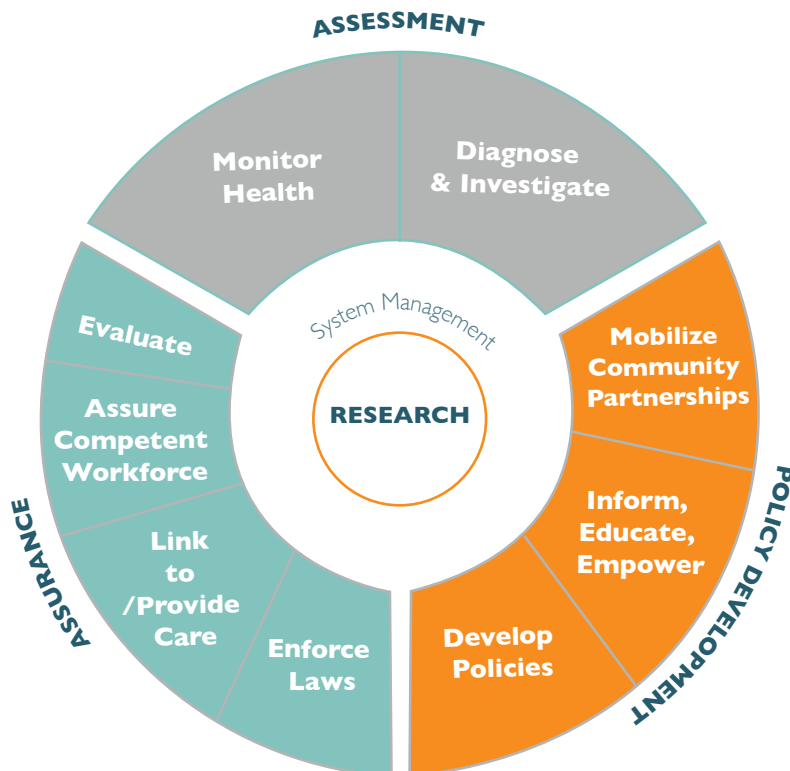 ASSESSMENT
Monitor
Health
Diagnose
& Investigate
System Management
RESEARCH
Evaluate
Assure
Competent
Workforce
Link
to
/Provide
Care
Enforce
Laws
ASSURANCE
Mobilize
Community
Partnerships
Inform,
Educate,
Empower
Develop
Policies
POLICY DEVELOPMENT